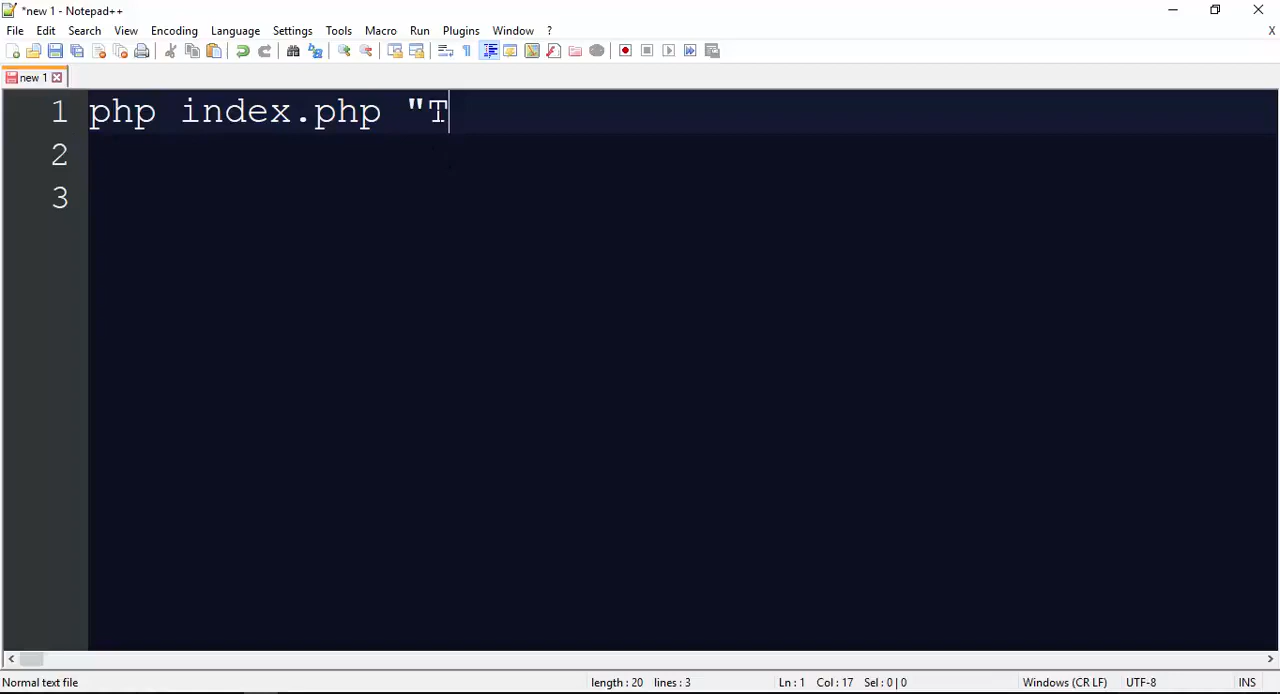 *new 1 - Notepad++
File Edit Search View Encoding Language Settings Tools Macro Run Plugins Window ? X
new 1
1 php index.php "T
2
3
Normal text file length : 20 lines : 3 Ln : 1 Col : 17 Sel : 0 | 0 Windows (CR LF) UTF-8 INS